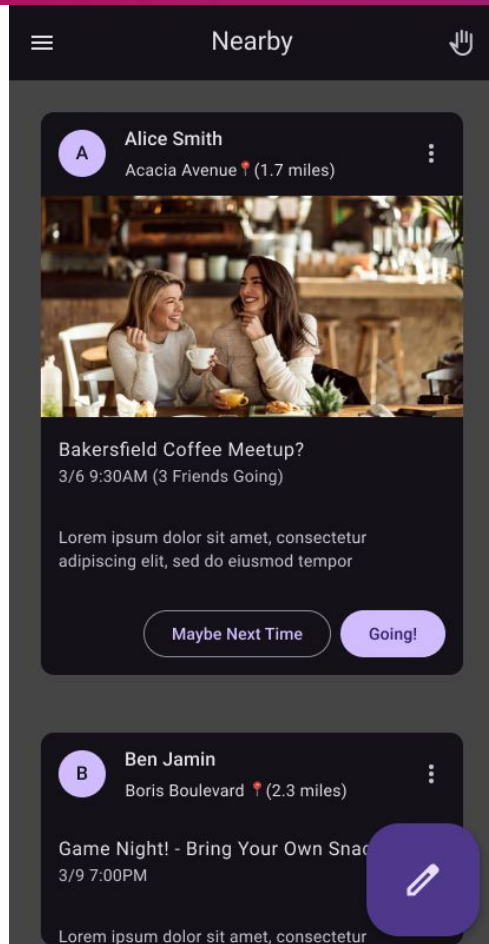 Nearby
A
Alice Smith
Acacia Avenue📍(1.7 miles)
Bakersfield Coffee Meetup?
3/6 9:30AM (3 Friends Going)
Lorem ipsum dolor sit amet, consectetur
adipiscing elit, sed do eiusmod tempor
Maybe Next Time
Going!
B
Ben Jamin
Boris Boulevard 📍(2.3 miles)
Game Night! - Bring Your Own
3/9 7:00PM
Lorem ipsum dolor sit amet, consectetur